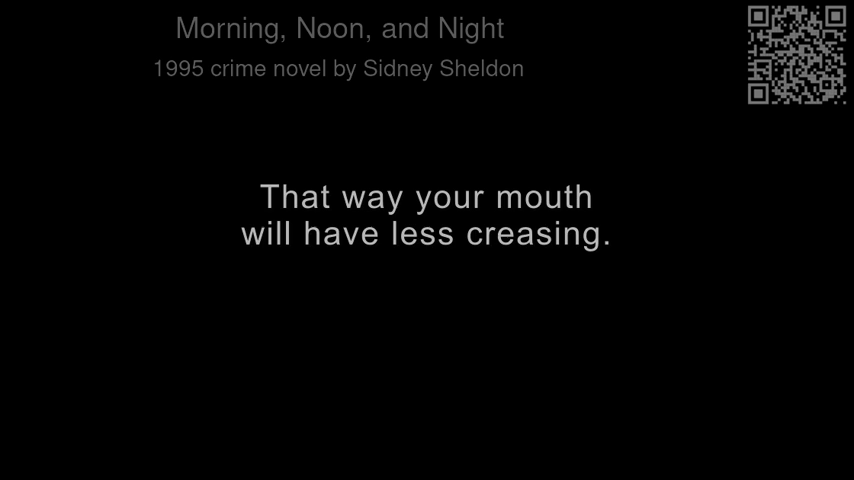 Morning, Noon, and Night
1995 crime novel by Sidney Sheldon
That way your mouth
will have less creasing.